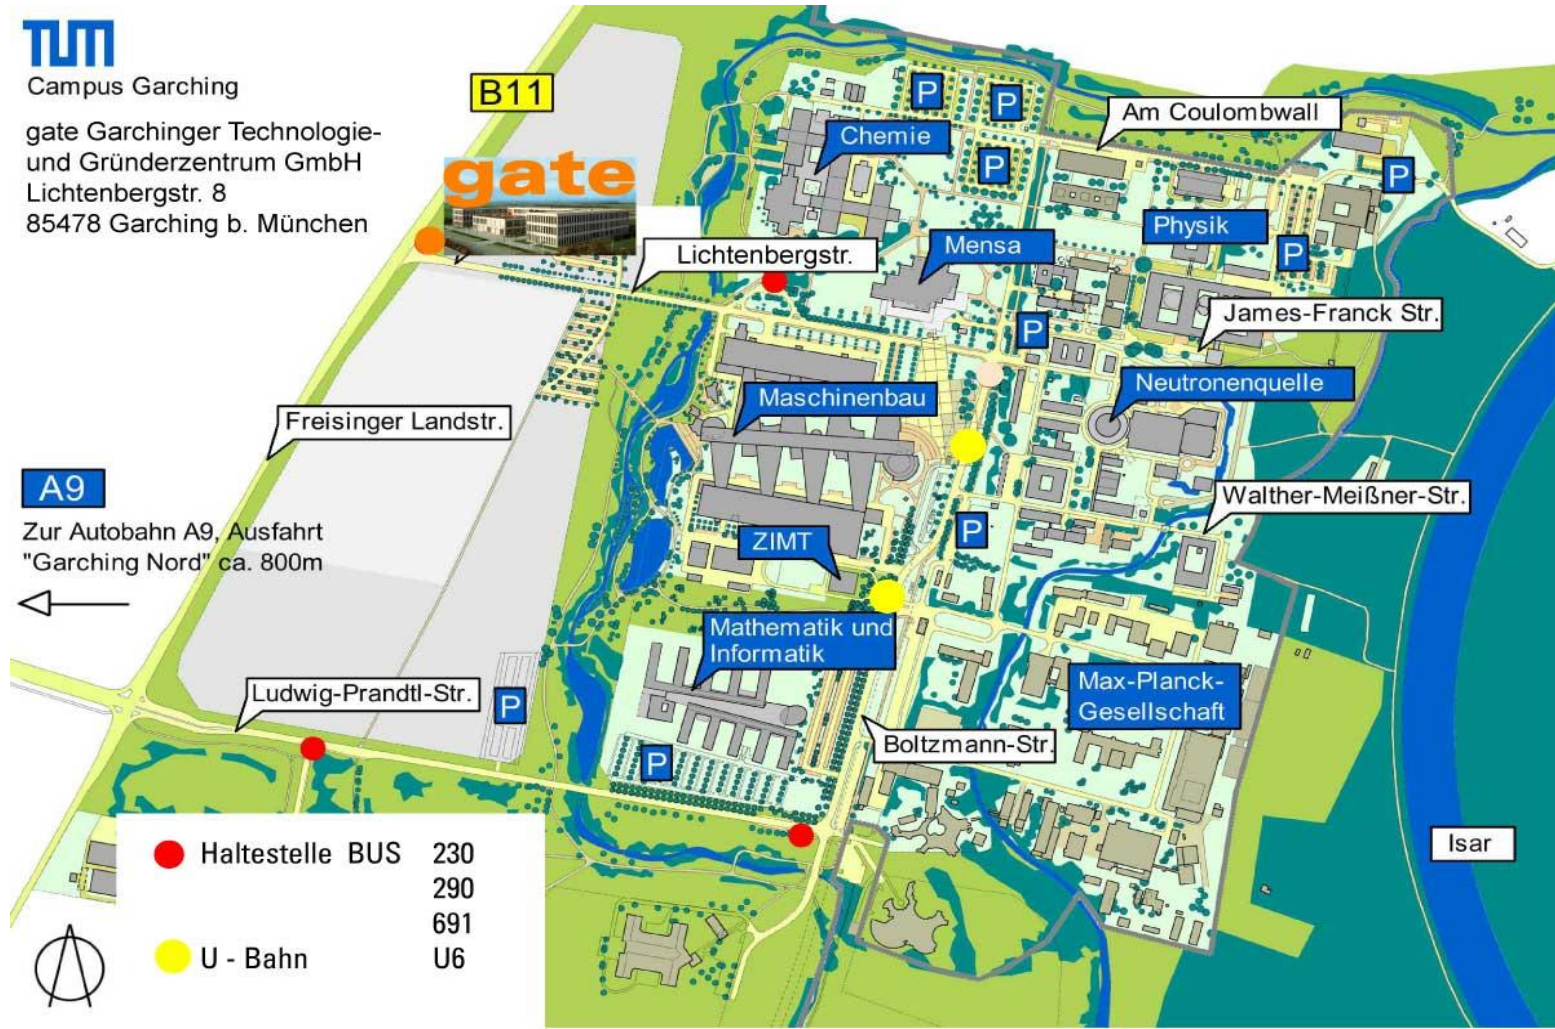 TUM
Campus Garching
gate Garchinger Technologie-
und Gründerzentrum GmbH
Lichtenbergstr. 8
85478 Garching b. München
B11
gate
Chemie
P
P
P
Am Coulombwall
P
Physik
P
Mensa
Lichtenbergstr.
James-Franck Str.
P
Neutronenquelle
Maschinenbau
Freisinger Landstr.
A9
Zur Autobahn A9, Ausfahrt
"Garching Nord" ca. 800m
Walther-Meißner-Str.
P
ZIMT
Mathematik und
Informatik
Max-Planck-
Gesellschaft
Ludwig-Prandtl-Str.
P
Boltzmann-Str.
P
Isar
Haltestelle BUS 230
290
691
U - Bahn U6